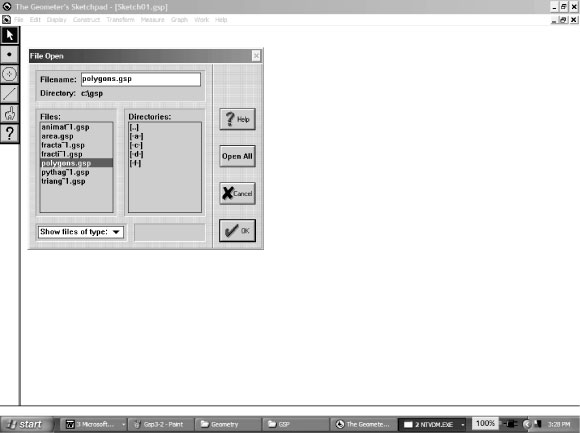 The Geometer's Sketchpad - [Sketch01.gsp]
File Edit Display Construct Transform Measure Graph Work Help
File Open
Filename: polygons.gsp
Directory: c:\gsp
Files:
animat~1.gsp
area.gsp
fracta~1.gsp
fracti~1.gsp
polygons.gsp
pythag~1.gsp
triang~1.gsp
Directories:
[..]
[-a-]
[-c-]
[-d-]
[-f-]
? Help
Open All
Cancel
OK
Show files of type:
?
start
3 Microsoft...
Gsp3-2 - Paint
Geometry
GSP
The Geomete...
2 NTVDM.EXE
100%
3:28 PM